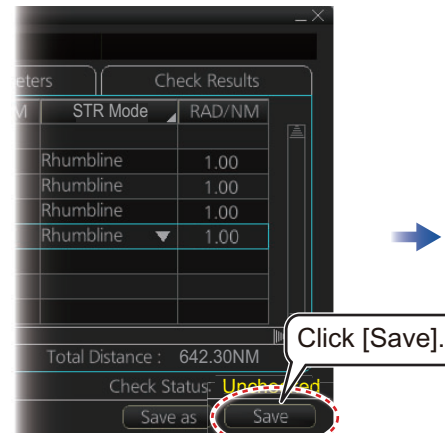 eters Check Results
M STR Mode RAD/NM
Rhumbline 1.00
Rhumbline 1.00
Rhumbline 1.00
Rhumbline 1.00
Total Distance : 642.30NM
Click [Save].
Check Status: Unchecked
Save as Save